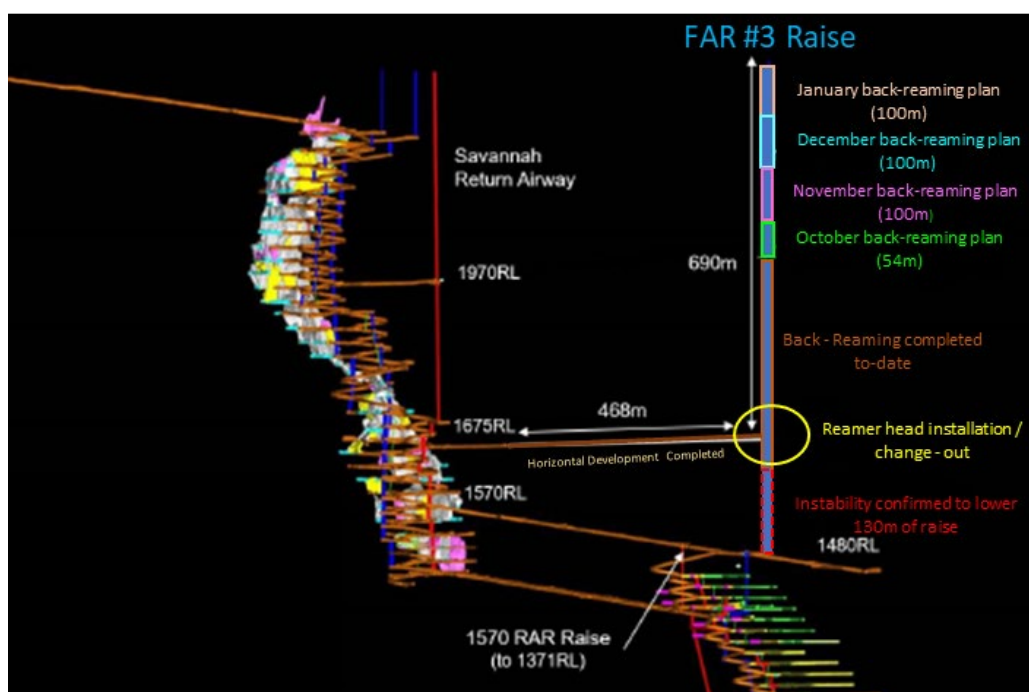 FAR #3 Raise
January back-reaming plan
(100m)
December back-reaming plan
(100m)
November back-reaming plan
(100m)
October back-reaming plan
(54m)
Savannah
Return Airway
690m
1970RL
Back - Reaming completed
to-date
468m
1675RL
Reamer head installation /
change - out
Horizontal Development Completed
1570RL
Instability confirmed to lower
130m of raise
1480RL
1570 RAR Raise
(to 1371RL)